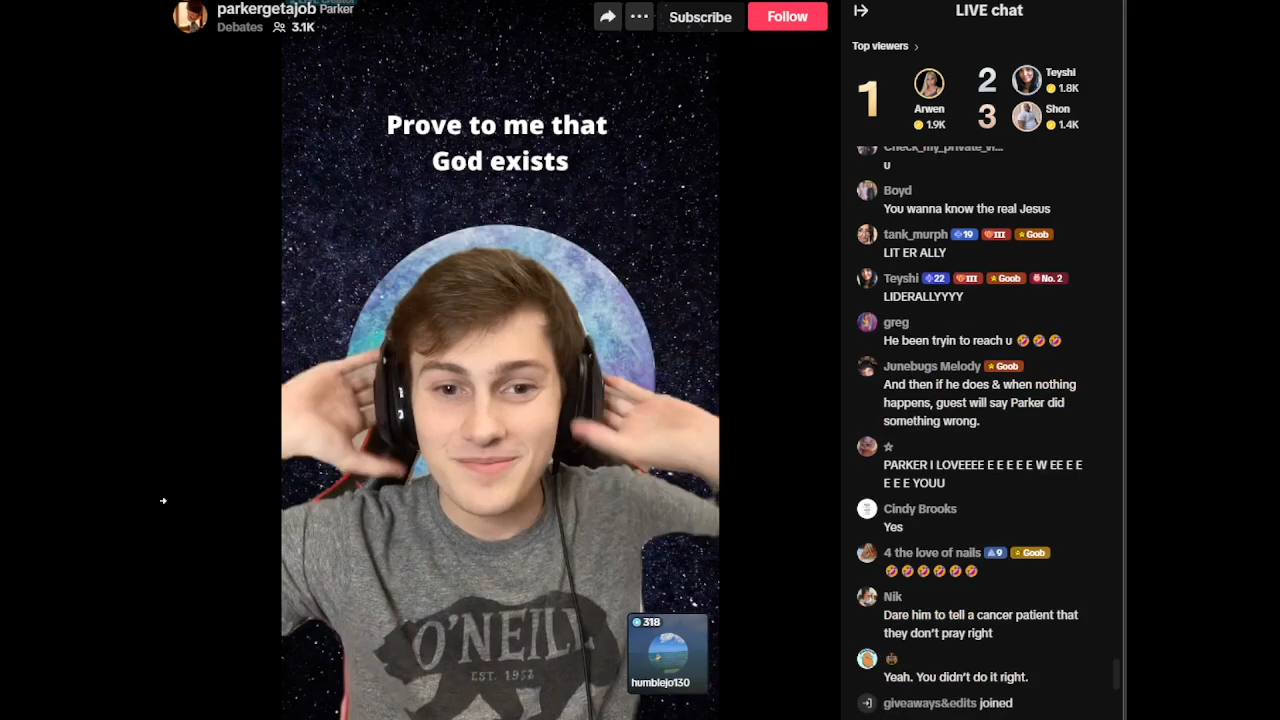 parkergetajob Parker
Debates 3.1K
Subscribe
Follow
Prove to me that
God exists
O'NEILL
EST. 1952
318
humblejo130
LIVE chat
Top viewers
1
Arwen
1.9K
2
Teyshi
1.8K
3
Shon
1.4K
Check_my_private_vi...
u
Boyd
You wanna know the real Jesus
tank_murph 19 III Goob
LIT ER ALLY
Teyshi 22 III Goob No. 2
LIDERALLYYYY
greg
He been tryin to reach u 🤣🤣🤣
Junebugs Melody Goob
And then if he does & when nothing
happens, guest will say Parker did
something wrong.
☆
PARKER I LOVEEEE E E E E E W EE E E
E E E YOUU
Cindy Brooks
Yes
4 the love of nails 9 Goob
🤣🤣🤣🤣🤣🤣
Nik
Dare him to tell a cancer patient that
they don't pray right
Yeah. You didn't do it right.
giveaways&edits joined